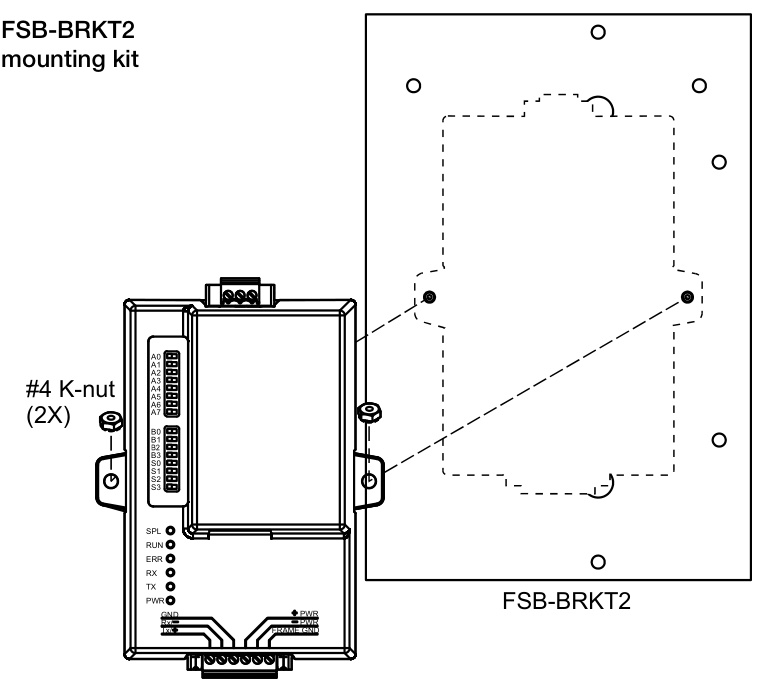 FSB-BRKT2
mounting kit
#4 K-nut
(2X)
A0
A1
A2
A3
A4
A5
A6
A7
B0
B1
B2
B3
S0
S1
S2
S3
SPL
RUN
ERR
RX
TX
PWR
GND
Rx/-
Tx/+
+ PWR
- PWR
FRAME GND
FSB-BRKT2